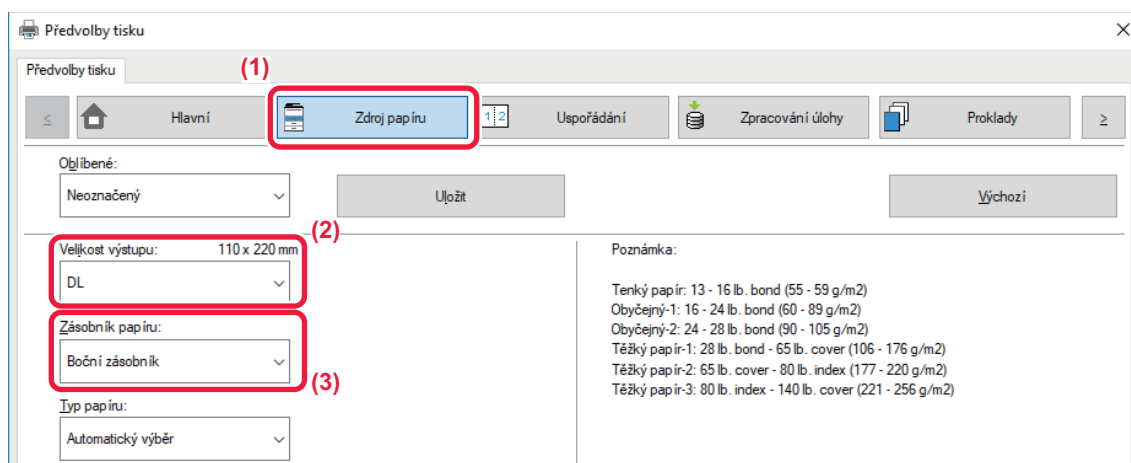 Předvolby tisku
Předvolby tisku
(1)
< Hlavní Zdroj papíru 1 2 Uspořádání Zpracování úlohy Proklady >
Oblíbené:
Neoznačený Uložit Výchozí
(2)
Velikost výstupu: 110 x 220 mm
DL
Zásobník papíru:
Boční zásobník
(3)
Typ papíru:
Automatický výběr
Poznámka:
Tenký papír: 13 - 16 lb. bond (55 - 59 g/m2)
Obyčejný-1: 16 - 24 lb. bond (60 - 89 g/m2)
Obyčejný-2: 24 - 28 lb. bond (90 - 105 g/m2)
Těžký papír-1: 28 lb. bond - 65 lb. cover (106 - 176 g/m2)
Těžký papír-2: 65 lb. cover - 80 lb. index (177 - 220 g/m2)
Těžký papír-3: 80 lb. index - 140 lb. cover (221 - 256 g/m2)